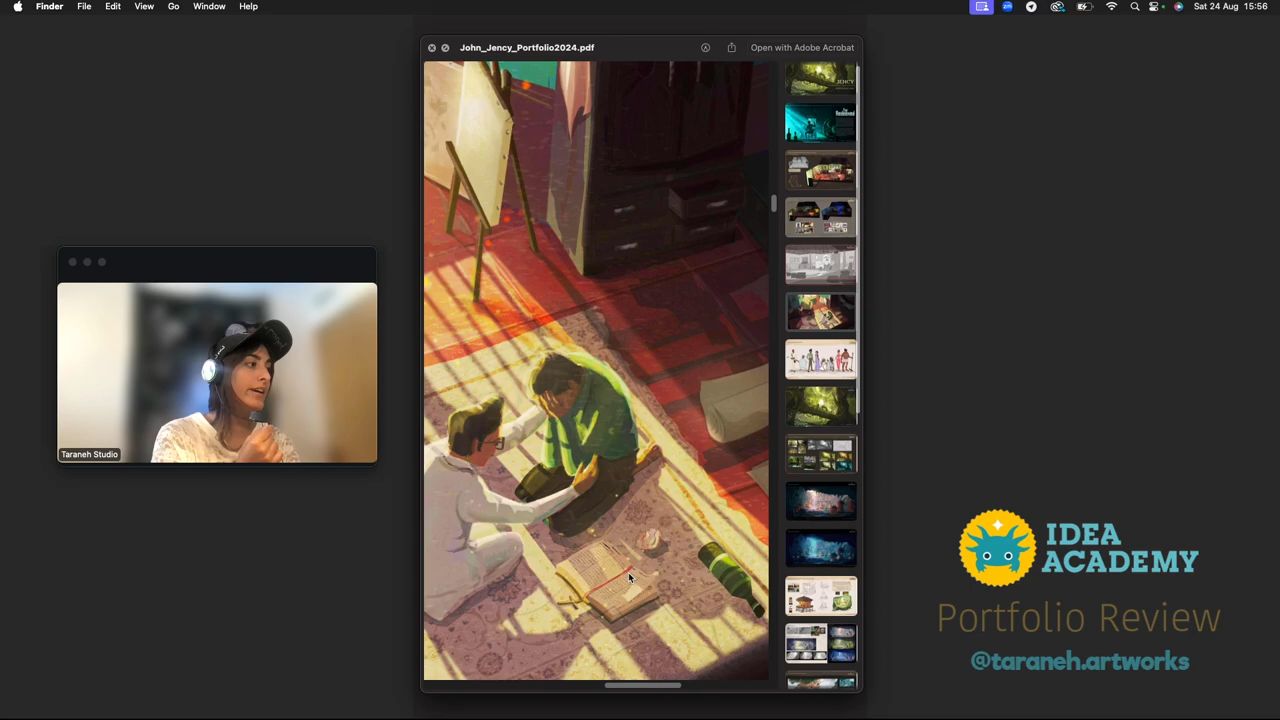 Finder File Edit View Go Window Help
Sat 24 Aug 15:56
John_Jency_Portfolio2024.pdf
Open with Adobe Acrobat
Taraneh Studio
IDEA
ACADEMY
Portfolio Review
@taraneh.artworks